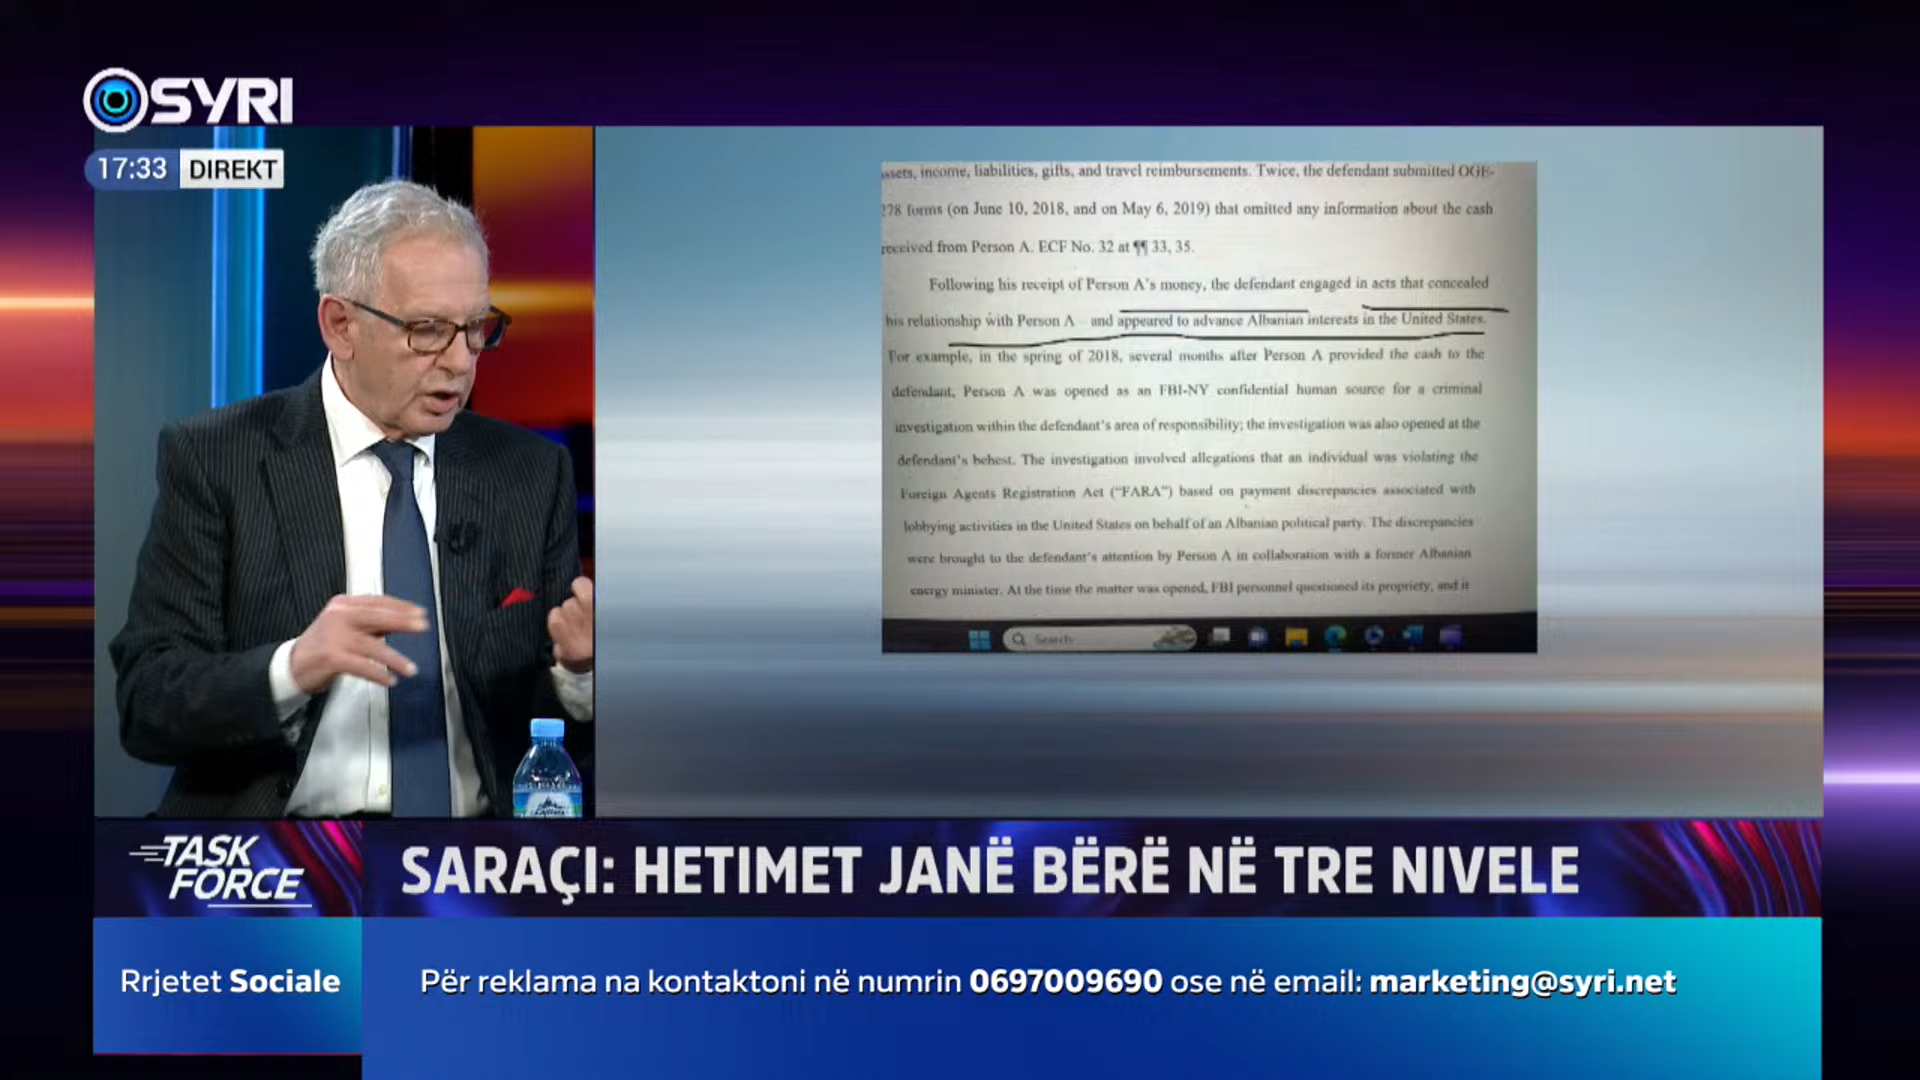 SYRI
17:33 DIREKT
ssets, income, liabilities, gifts, and travel reimbursements. Twice, the defendant submitted OGE-
278 forms (on June 10, 2018, and on May 6, 2019) that omitted any information about the cash
received from Person A. ECF No. 32 at ¶¶ 33, 35.
Following his receipt of Person A's money, the defendant engaged in acts that concealed
his relationship with Person A and appeared to advance Albanian interests in the United States.
For example, in the spring of 2018, several months after Person A provided the cash to the
defendant, Person A was opened as an FBI-NY confidential human source for a criminal
investigation within the defendant's area of responsibility; the investigation was also opened at the
defendant's behest. The investigation involved allegations that an individual was violating the
Foreign Agents Registration Act ("FARA") based on payment discrepancies associated with
lobbying activities in the United States on behalf of an Albanian political party. The discrepancies
were brought to the defendant's attention by Person A in collaboration with a former Albanian
energy minister. At the time the matter was opened, FBI personnel questioned its propriety, and it
Search
TASK
FORCE
SARAÇI: HETIMET JANË BËRË NË TRE NIVELE
Rrjetet Sociale
Për reklama na kontaktoni në numrin 0697009690 ose në email: marketing@syri.net